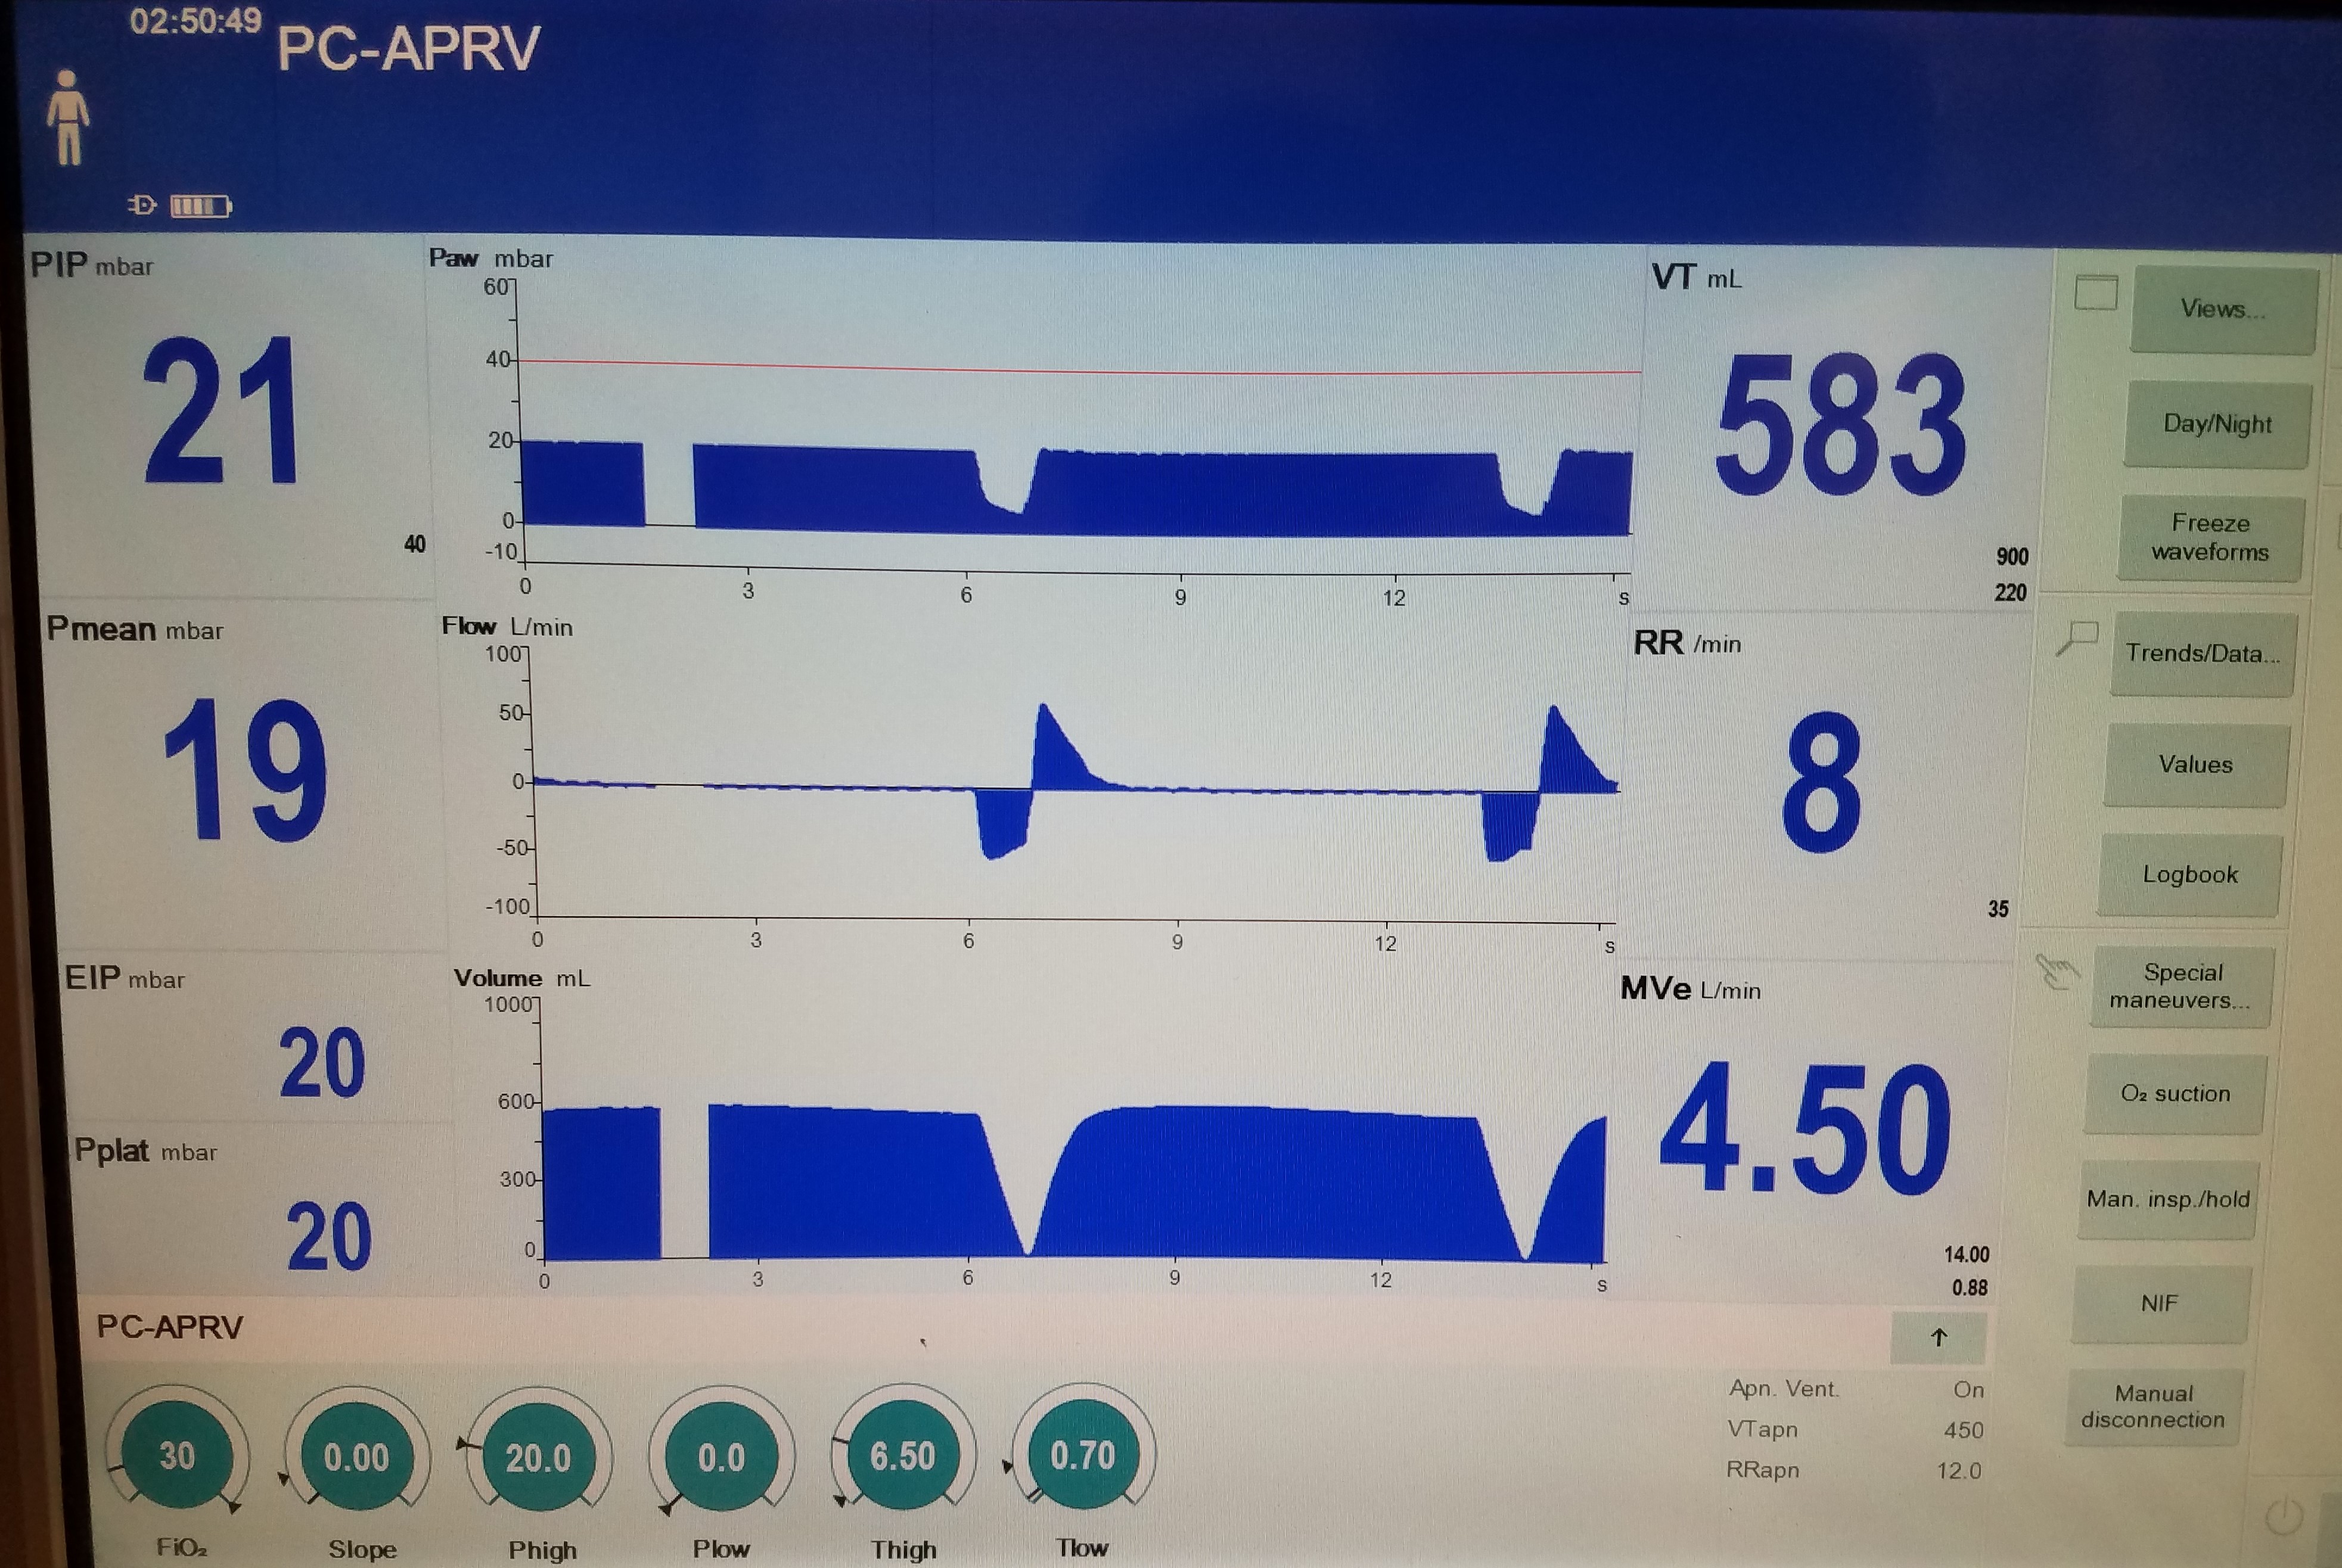 02:50:49
PC-APRV
PIP mbar
21
40
Paw mbar
60
40
20
0
-10
0 3 6 9 12 s
VT mL
583
900
220
Views...
Day/Night
Freeze
waveforms
Pmean mbar
19
Flow L/min
100
50
0
-50
-100
0 3 6 9 12 s
RR /min
8
35
Trends/Data...
Values
Logbook
EIP mbar
20
Pplat mbar
20
Volume mL
1000
600
300
0
0 3 6 9 12 s
MVe L/min
4.50
14.00
0.88
Special
maneuvers...
O₂ suction
Man. insp./hold
NIF
Manual
disconnection
PC-APRV
30 0.00 20.0 0.0 6.50 0.70
FiO₂ Slope Phigh Plow Thigh Tlow
Apn. Vent. On
VTapn 450
RRapn 12.0